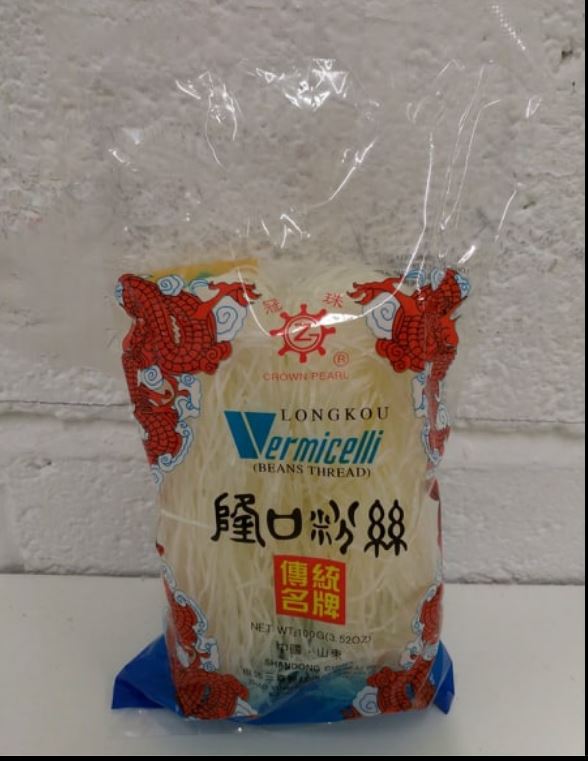 冠 珠
®
CROWN PEARL
LONGKOU
Vermicelli
(BEANS THREAD)
隆口粉絲
傳統
名牌
NET WT:100G(3.52OZ)
中國·山東
SHANDONG